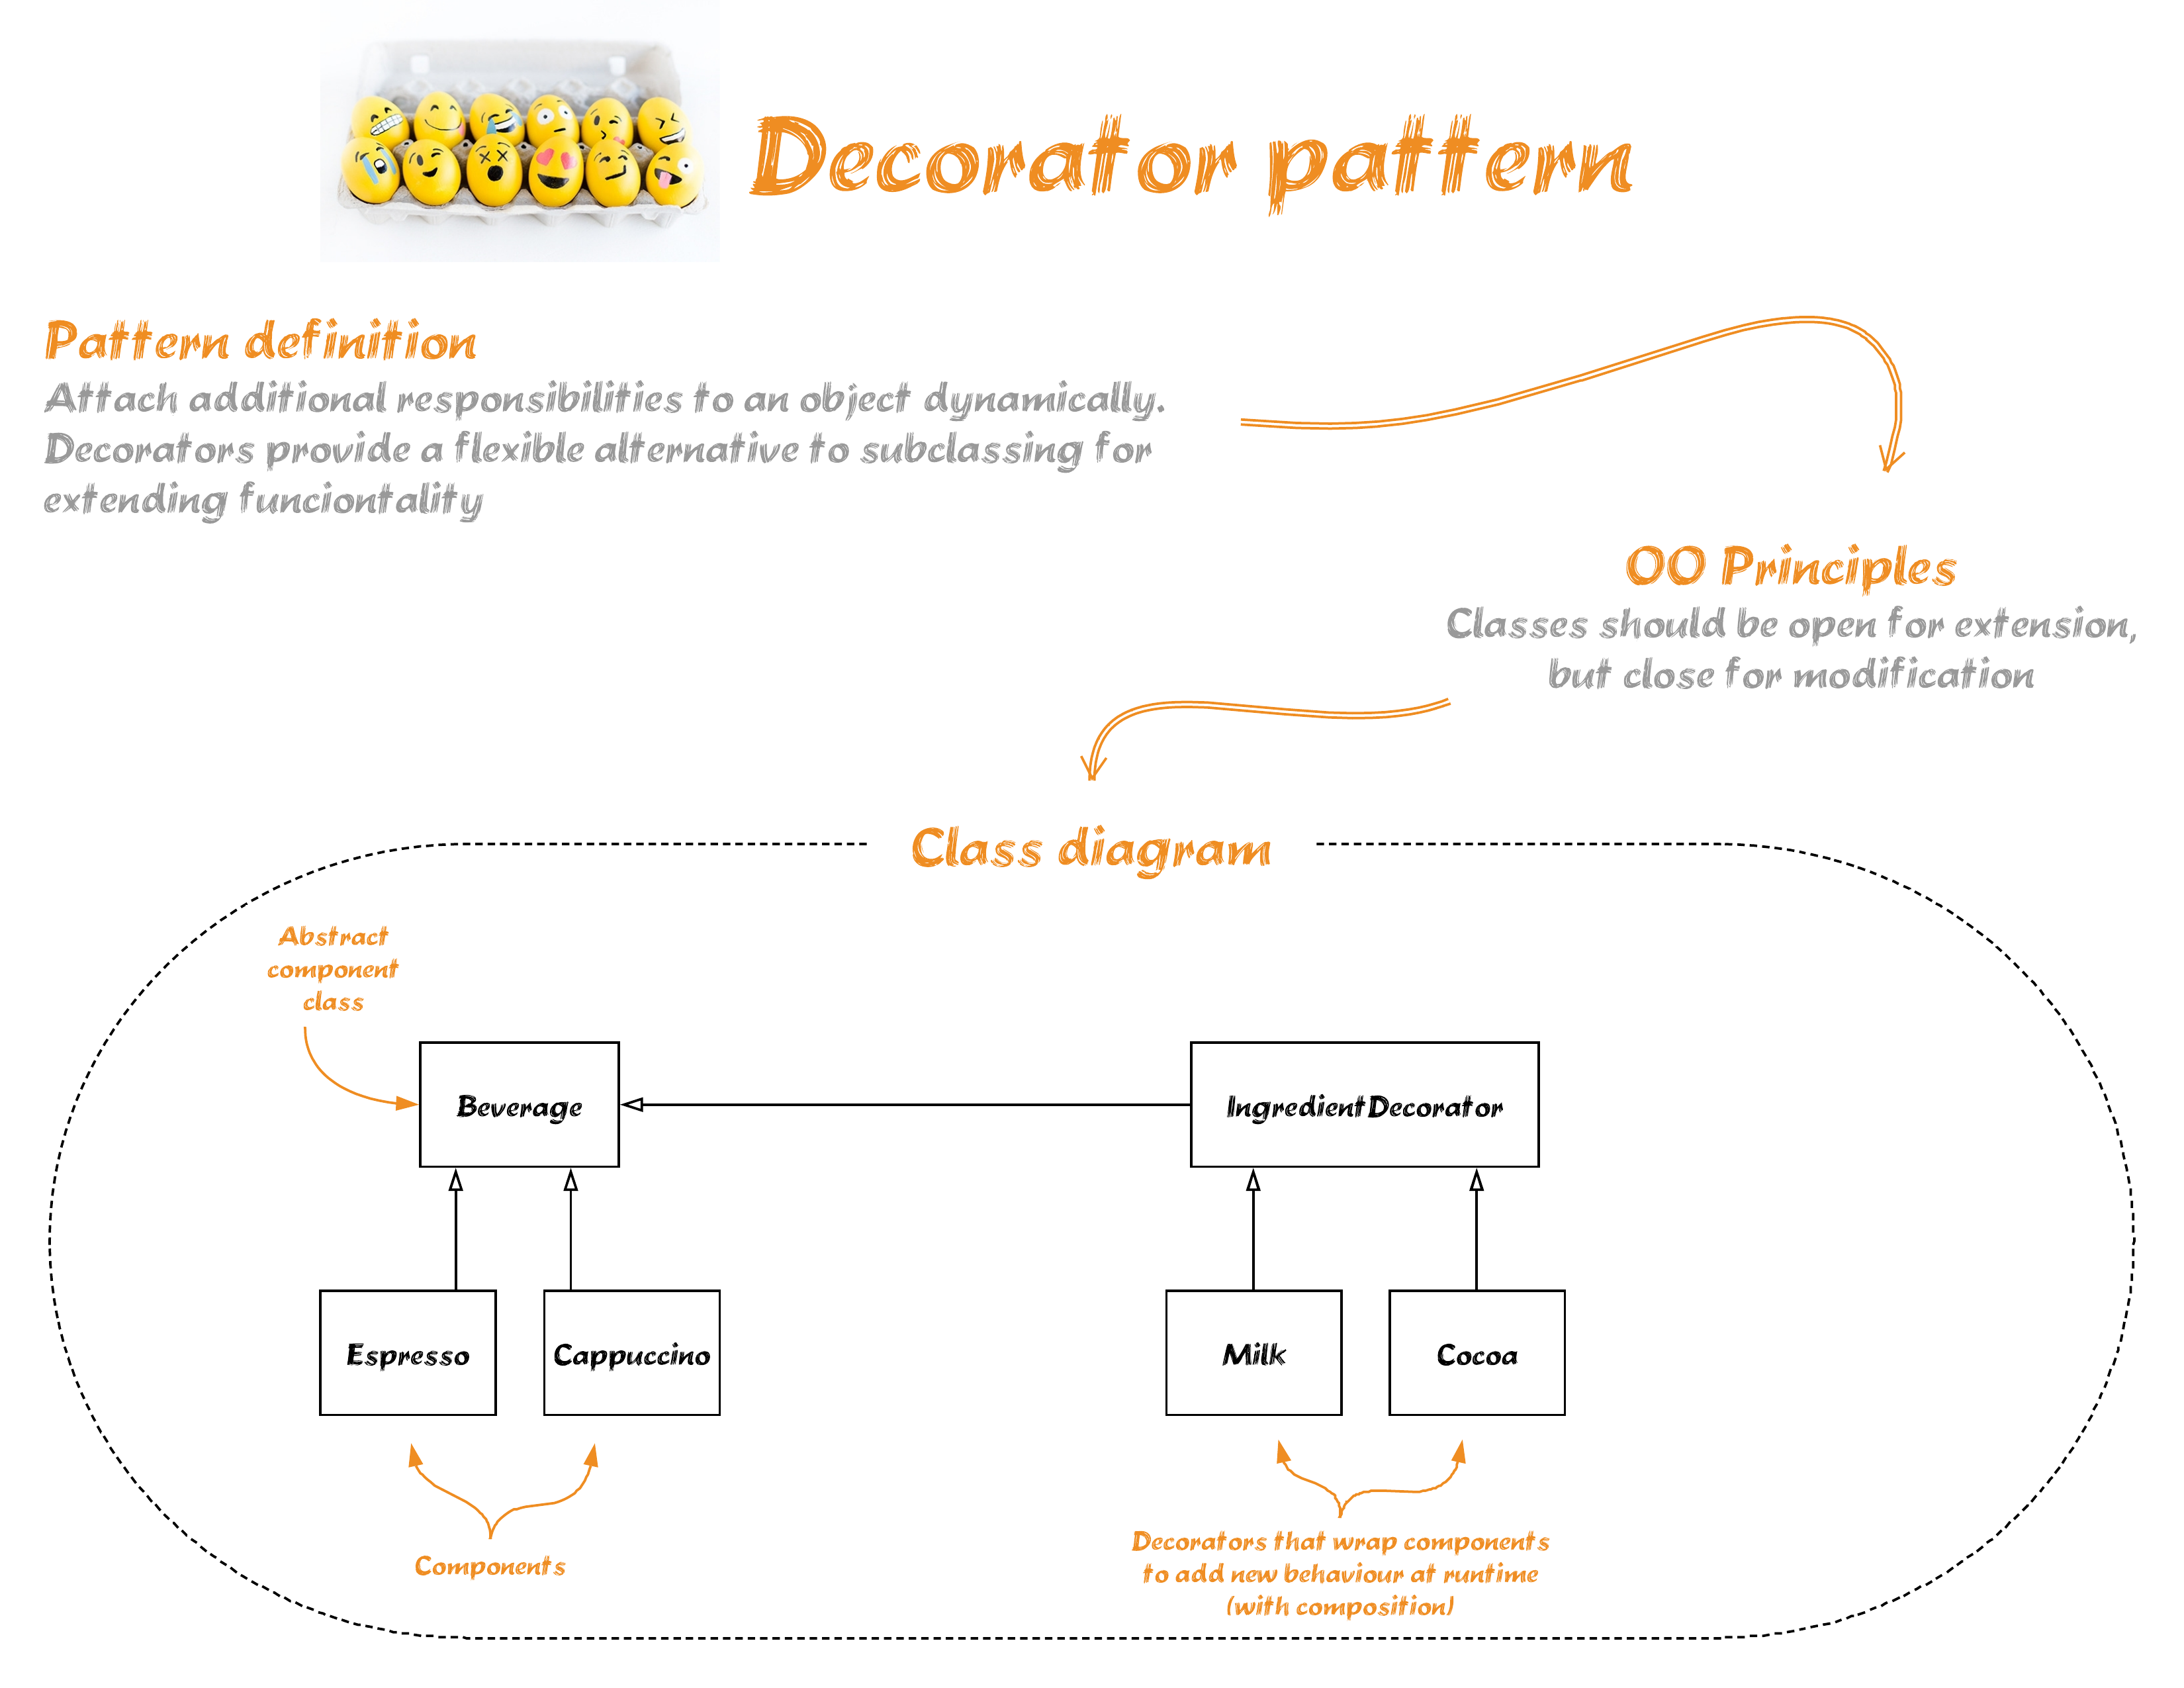 Decorator pattern
Pattern definition
Attach additional responsibilities to an object dynamically.
Decorators provide a flexible alternative to subclassing for
extending funciontality
OO Principles
Classes should be open for extension,
but close for modification
Class diagram
Abstract
component
class
Beverage
IngredientDecorator
Espresso
Cappuccino
Milk
Cocoa
Components
Decorators that wrap components
to add new behaviour at runtime
(with composition)